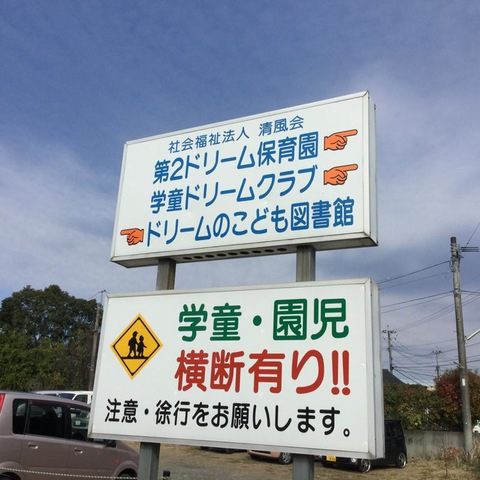 社会福祉法人 清風会
第2ドリーム保育園
学童ドリームクラブ
ドリームのこども図書館
学童・園児
横断有り!!
注意・徐行をお願いします。